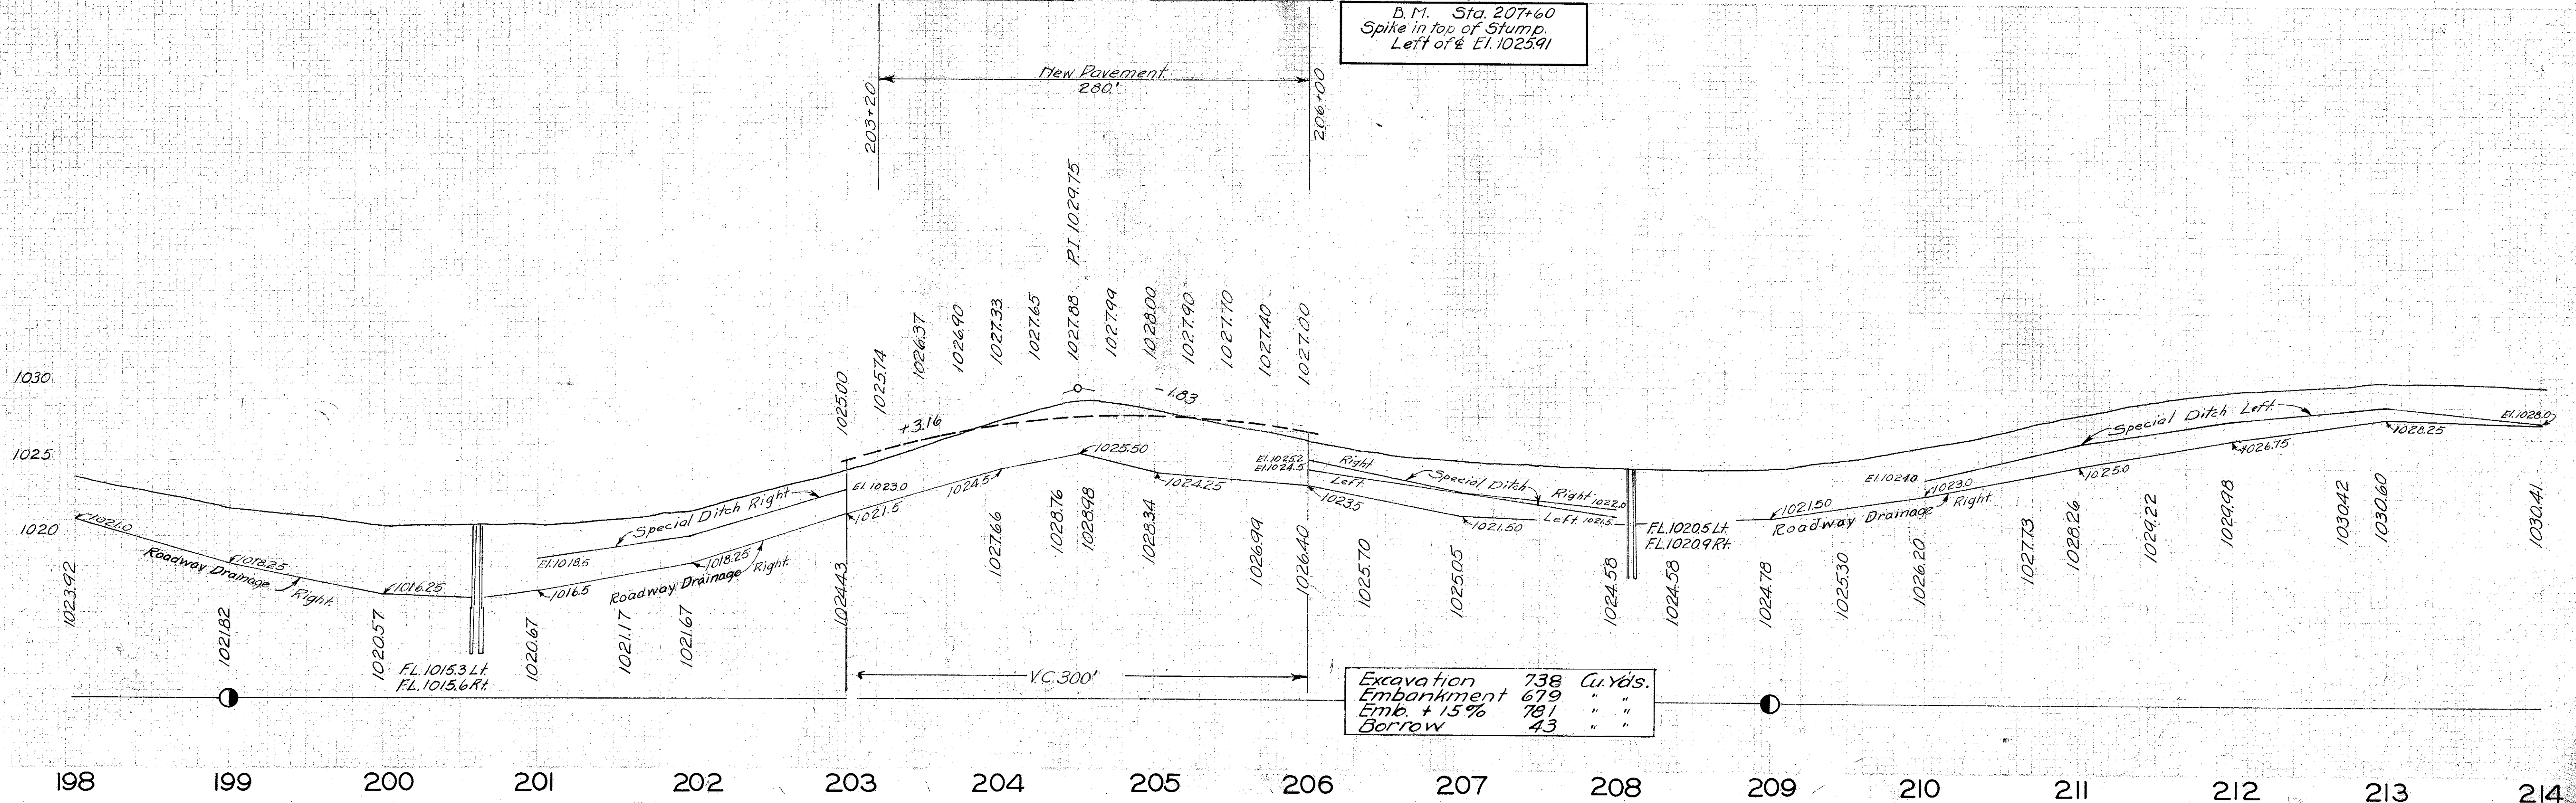 B.M. Sta. 207+60
Spike in top of Stump.
Left of ℄ El. 1025.91
New Pavement
280'
203+20
206+00
P.I. 1029.75
1025.00
1025.74
1026.37
1026.90
1027.33
1027.65
1027.88
1027.99
1028.00
1027.90
1027.70
1027.40
1027.00
+3.16
-1.83
1030
1025
1020
1021.0
1018.25
Roadway Drainage Right.
1016.25
F.L. 1015.3 Lt.
F.L. 1015.6 Rt.
El. 1018.5
1016.5
Special Ditch Right
1018.25
Roadway Drainage Right.
El. 1023.0
1021.5
1024.5
1025.50
1024.25
El. 1025.2
El. 1024.5
Right
Left
1023.5
Special Ditch
1021.50
Right 1022.0
Left 1021.5
F.L. 1020.5 Lt.
F.L. 1020.9 Rt.
1021.50
Roadway Drainage Right.
El. 1024.0
1023.0
Special Ditch Left.
1025.0
1026.75
1028.25
El. 1028.0
1023.92
1021.82
1020.57
1020.67
1021.17
1021.67
1024.43
1027.66
1028.76
1028.98
1028.34
1026.99
1026.40
1025.70
1025.05
1024.58
1024.58
1024.78
1025.30
1026.20
1027.73
1028.26
1029.22
1029.98
1030.42
1030.60
1030.41
V.C. 300'
Excavation 738 Cu. Yds.
Embankment 679 " "
Emb. + 15% 781 " "
Borrow 43 " "
198 199 200 201 202 203 204 205 206 207 208 209 210 211 212 213 214